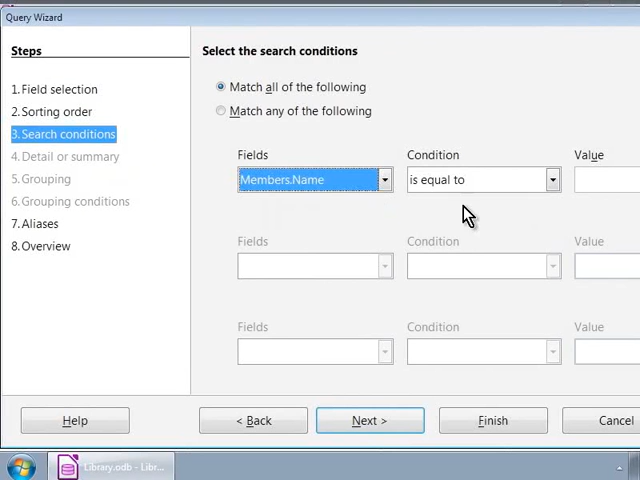 Query Wizard
Steps
1. Field selection
2. Sorting order
3. Search conditions
4. Detail or summary
5. Grouping
6. Grouping conditions
7. Aliases
8. Overview
Select the search conditions
Match all of the following
Match any of the following
Fields Condition Value
Members.Name is equal to
Fields Condition Value
Fields Condition Value
Help < Back Next > Finish Cancel
Library.odb - Libr...